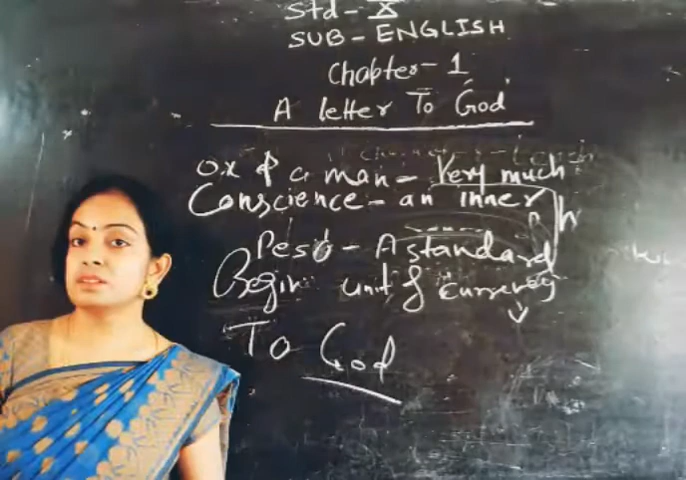 Std - X
SUB - ENGLISH
Chapter - 1
A letter To God
Ox of a man - Very much
Conscience - an inner
Peso - A standard
Begin unit of currency
To God